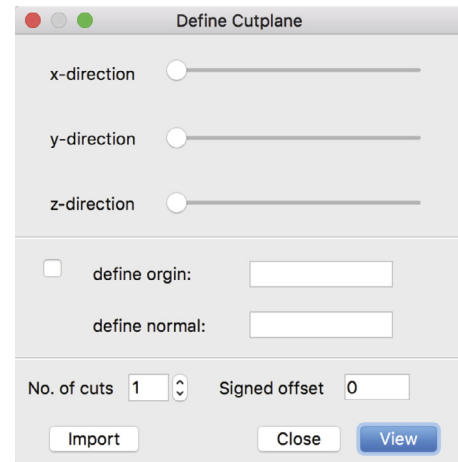 Define Cutplane
x-direction
y-direction
z-direction
define orgin:
define normal:
No. of cuts 1 Signed offset 0
Import Close View